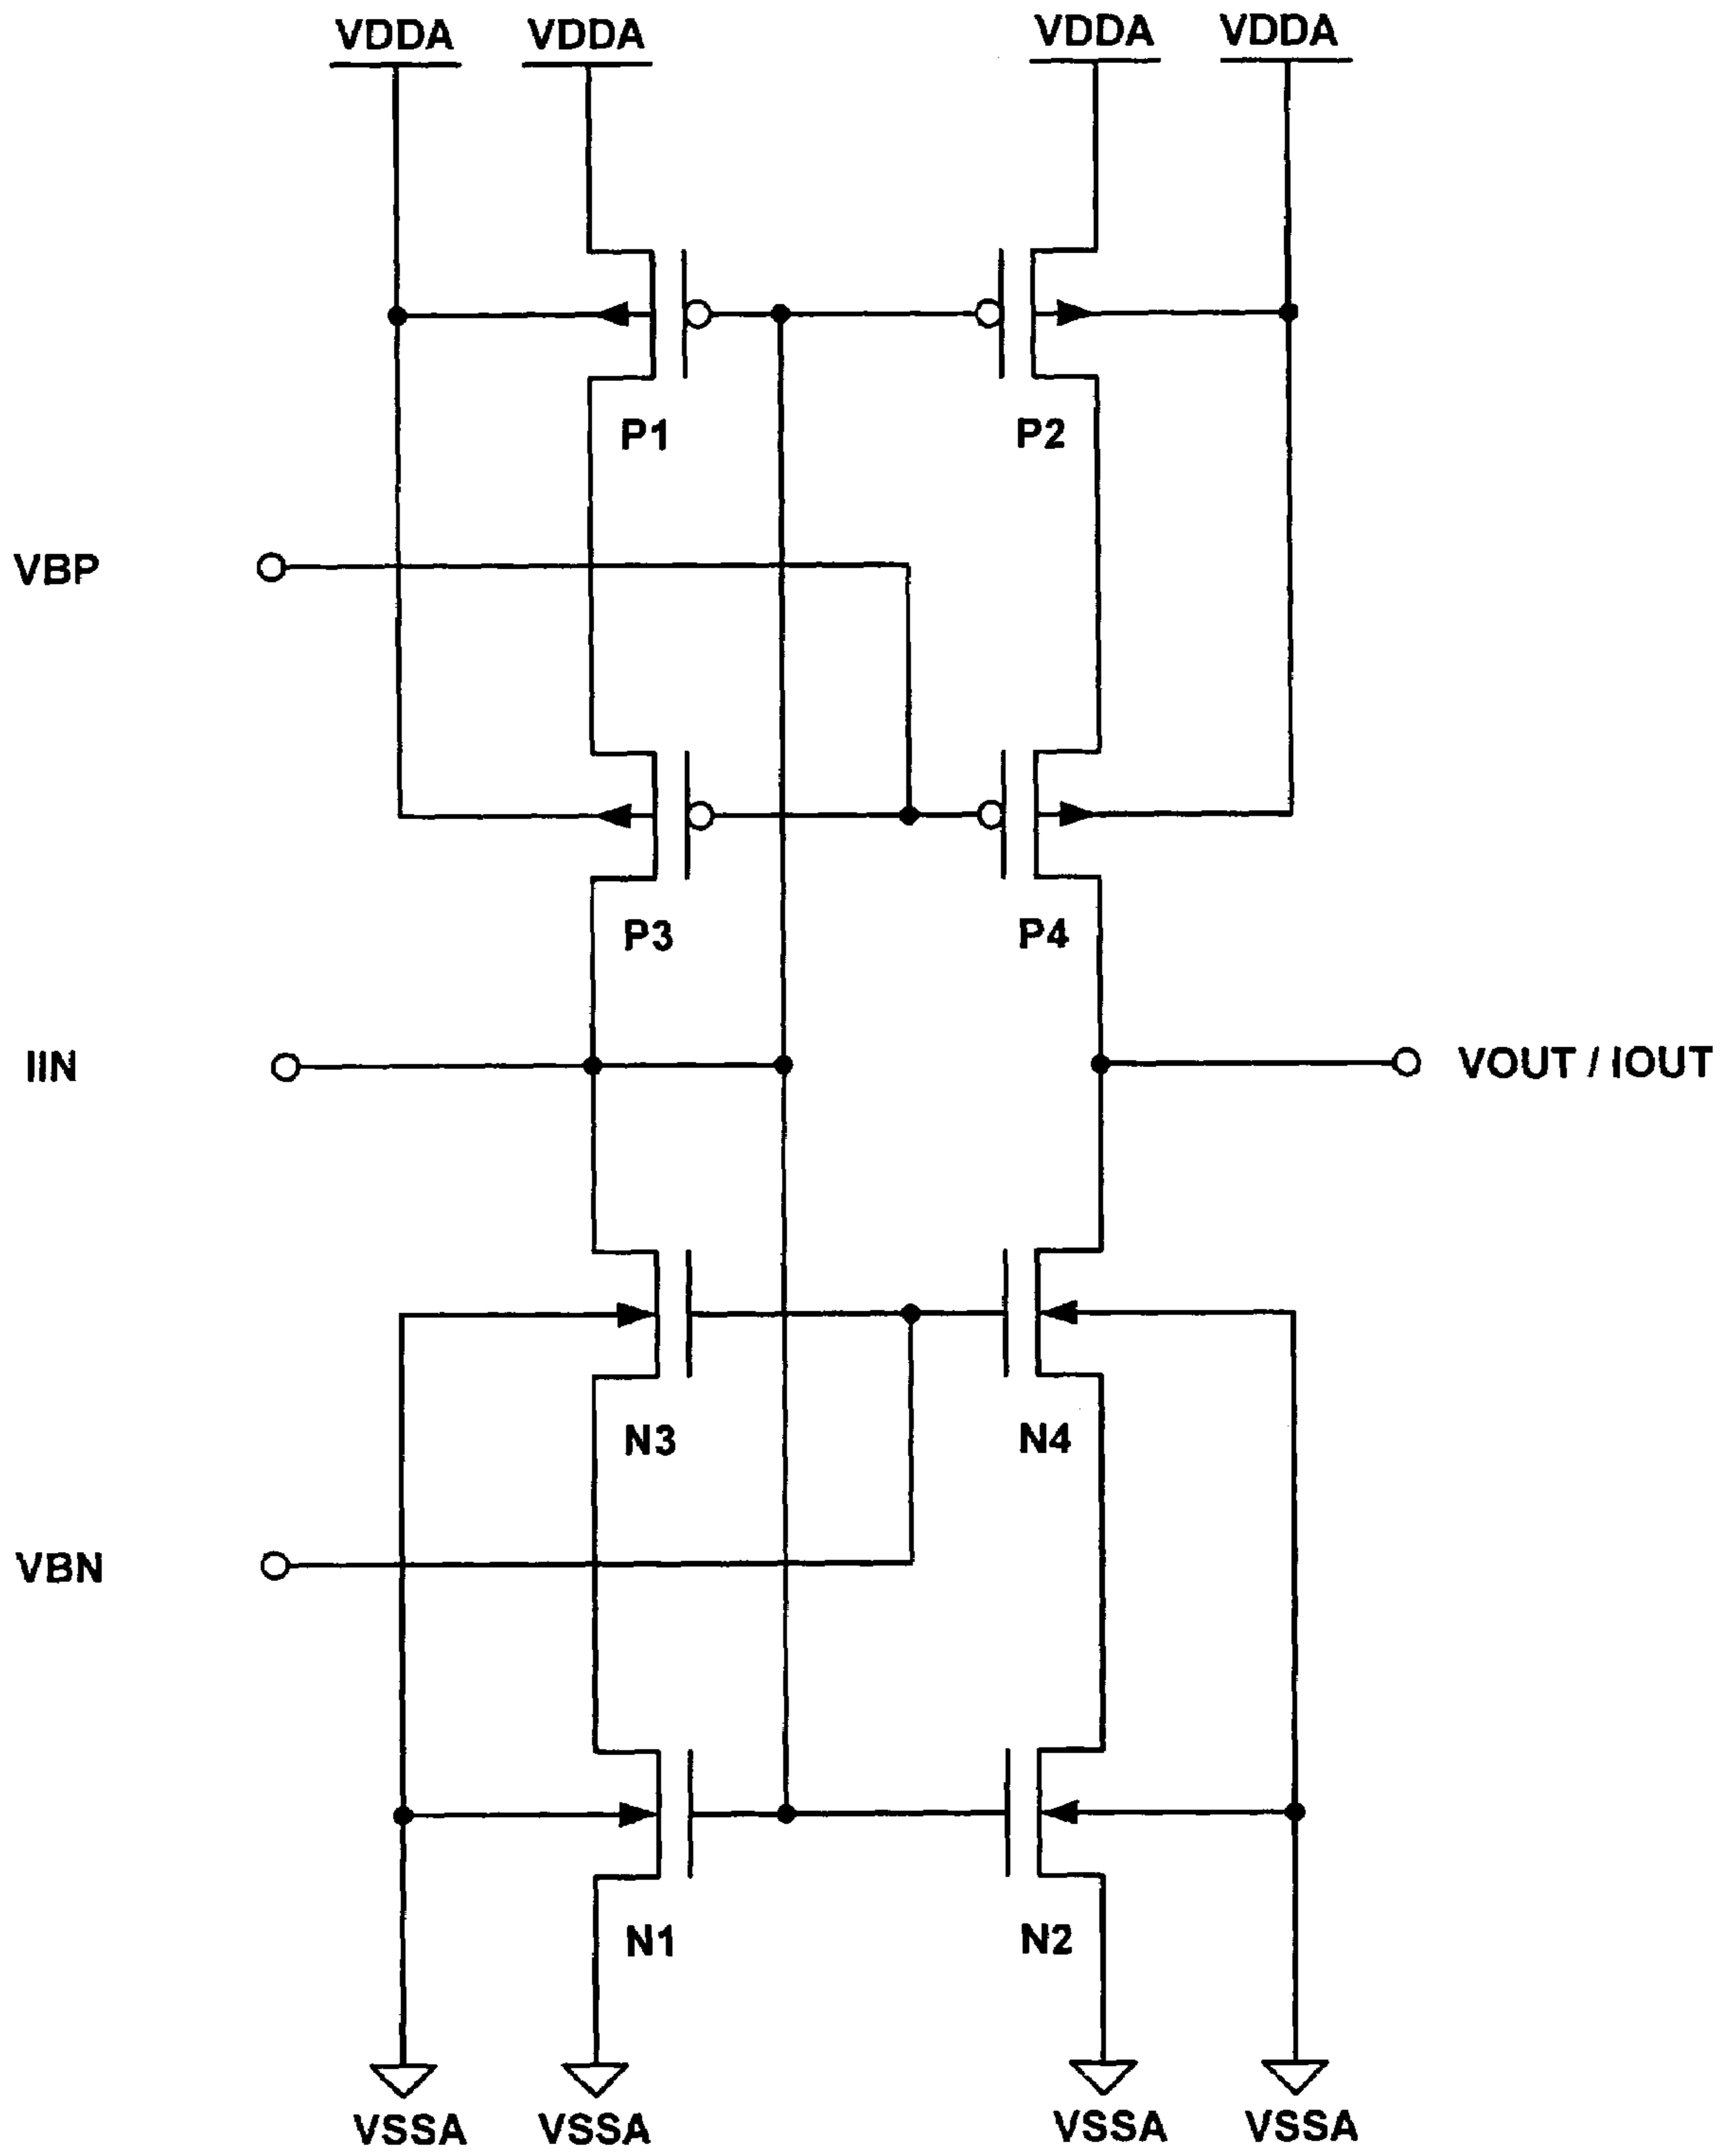 VDDA VDDA VDDA VDDA
P1 P2
VBP
P3 P4
IIN VOUT / IOUT
N3 N4
VBN
N1 N2
VSSA VSSA VSSA VSSA